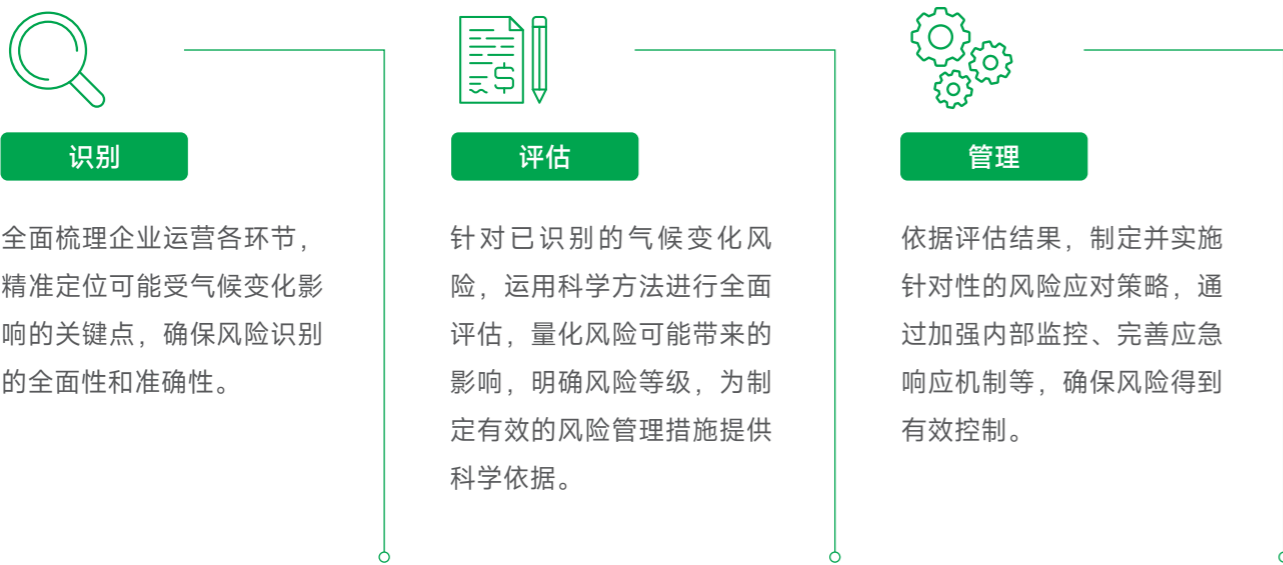 识别
全面梳理企业运营各环节，
精准定位可能受气候变化影
响的关键点，确保风险识别
的全面性和准确性。
评估
针对已识别的气候变化风
险，运用科学方法进行全面
评估，量化风险可能带来的
影响，明确风险等级，为制
定有效的风险管理措施提供
科学依据。
管理
依据评估结果，制定并实施
针对性的风险应对策略，通
过加强内部监控、完善应急
响应机制等，确保风险得到
有效控制。